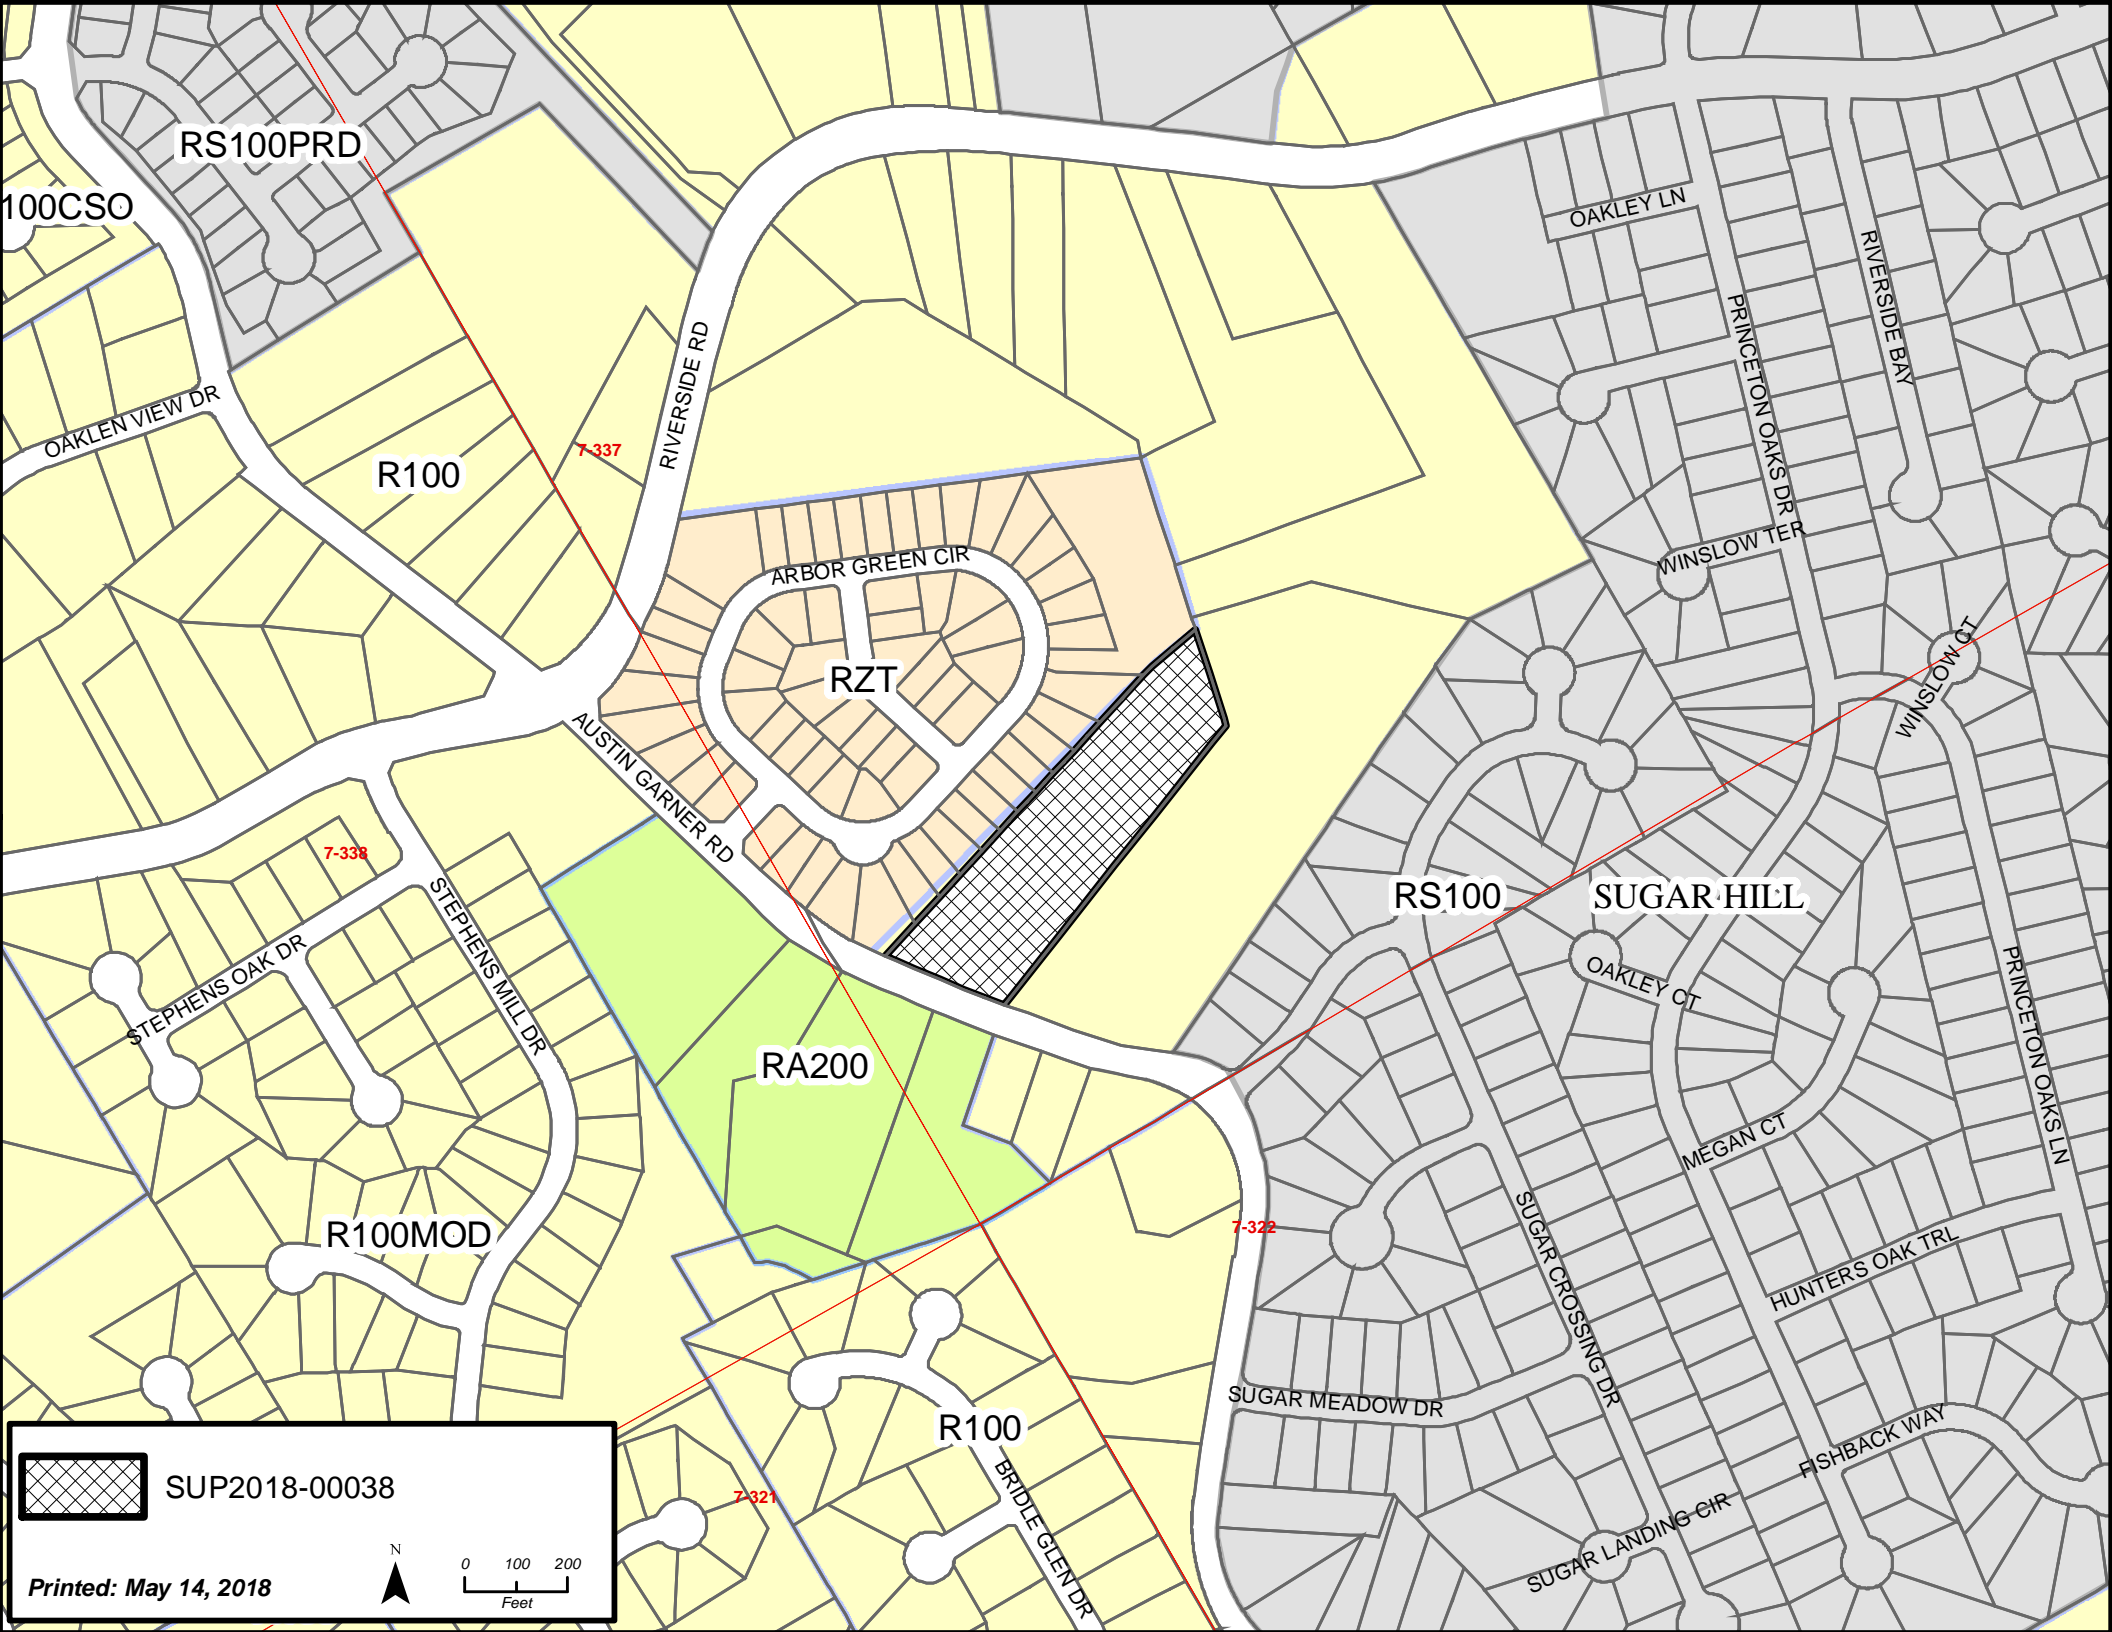 RS100PRD
100CSO
OAKLEY LN
RIVERSIDE BAY
PRINCETON OAKS DR
RIVERSIDE RD
OAKLEN VIEW DR
R100
7-337
WINSLOW TER
ARBOR GREEN CIR
WINSLOW CT
RZT
AUSTIN GARNER RD
7-338
RS100
SUGAR HILL
STEPHENS OAK DR
STEPHENS MILL DR
OAKLEY CT
PRINCETON OAKS LN
RA200
MEGAN CT
R100MOD
7-322
SUGAR CROSSING DR
HUNTERS OAK TRL
SUGAR MEADOW DR
R100
FISHBACK WAY
7-321
BRIDLE GLEN DR
SUGAR LANDING CIR
SUP2018-00038
N
0 100 200
Feet
Printed: May 14, 2018